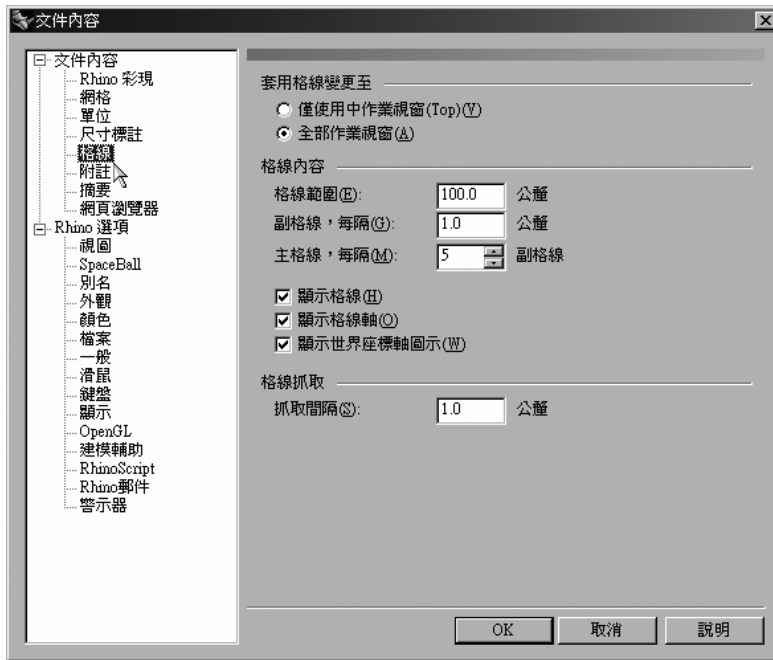 文件內容
文件內容
Rhino 彩現
網格
單位
尺寸標註
格線
附註
摘要
網頁瀏覽器
Rhino 選項
視圖
SpaceBall
別名
外觀
顏色
檔案
一般
滑鼠
鍵盤
顯示
OpenGL
建模輔助
RhinoScript
Rhino郵件
警示器
套用格線變更至
僅使用中作業視窗(Top)(V)
全部作業視窗(A)
格線內容
格線範圍(E): 100.0 公釐
副格線，每隔(G): 1.0 公釐
主格線，每隔(M): 5 副格線
顯示格線(H)
顯示格線軸(O)
顯示世界座標軸圖示(W)
格線抓取
抓取間隔(S): 1.0 公釐
OK 取消 說明